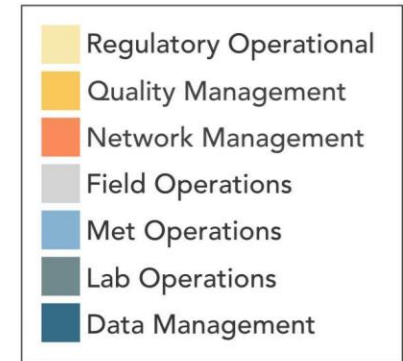 Regulatory Operational
Quality Management
Network Management
Field Operations
Met Operations
Lab Operations
Data Management